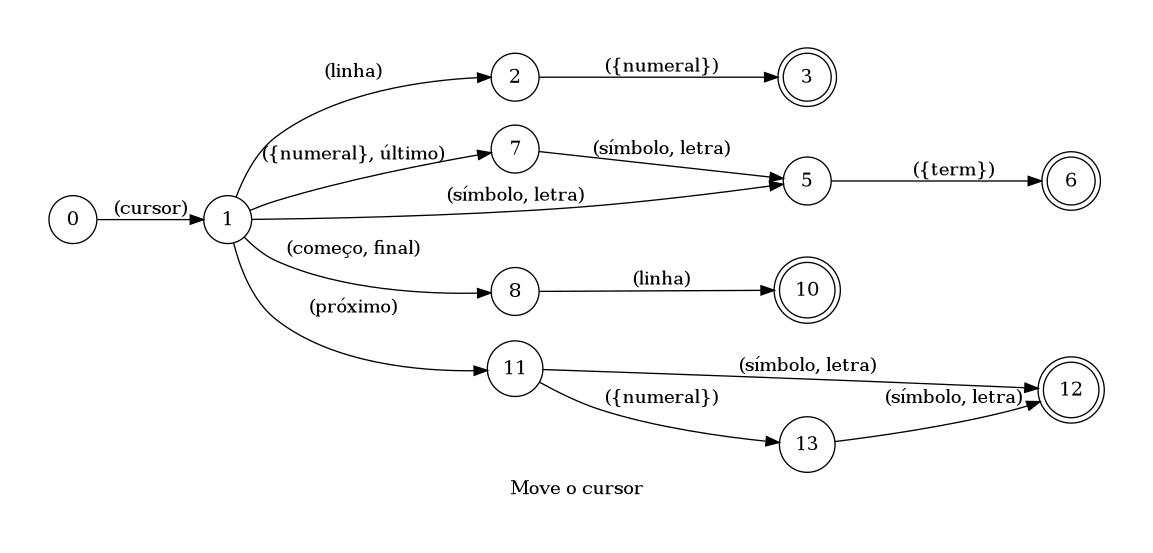 (linha)
2
({numeral})
3
({numeral}, último)
7
(símbolo, letra)
5
({term})
6
(símbolo, letra)
0
(cursor)
1
(começo, final)
8
(linha)
10
(próximo)
11
(símbolo, letra)
12
({numeral})
13
(símbolo, letra)
Move o cursor